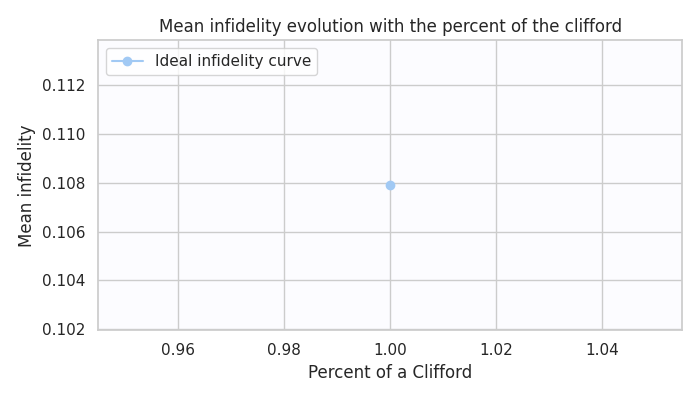 Mean infidelity evolution with the percent of the clifford
Ideal infidelity curve
Mean infidelity
0.112
0.110
0.108
0.106
0.104
0.102
0.96 0.98 1.00 1.02 1.04
Percent of a Clifford